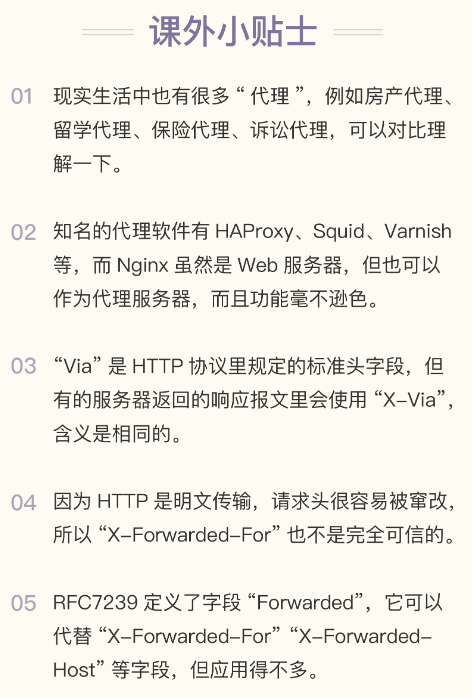 课外小贴士
01 现实生活中也有很多“代理”，例如房产代理、
留学代理、保险代理、诉讼代理，可以对比理
解一下。
02 知名的代理软件有 HAProxy、Squid、Varnish
等，而 Nginx 虽然是 Web 服务器，但也可以
作为代理服务器，而且功能毫不逊色。
03 “Via” 是 HTTP 协议里规定的标准头字段，但
有的服务器返回的响应报文里会使用 “X-Via”，
含义是相同的。
04 因为 HTTP 是明文传输，请求头很容易被窜改，
所以 “X-Forwarded-For” 也不是完全可信的。
05 RFC7239 定义了字段 “Forwarded”，它可以
代替 “X-Forwarded-For” “X-Forwarded-
Host” 等字段，但应用得不多。